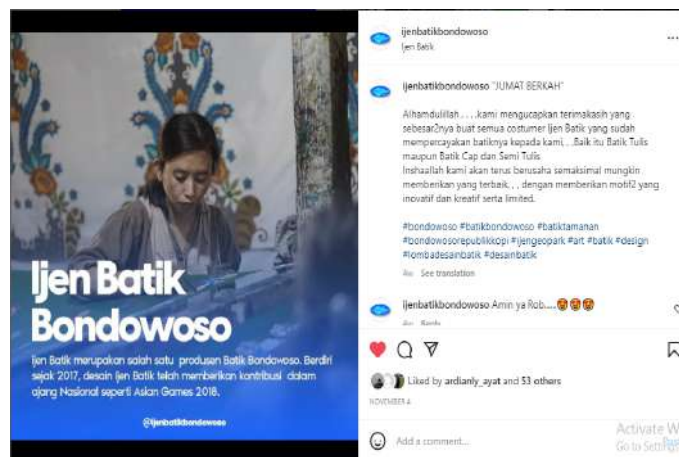 Ijen Batik
Bondowoso
Ijen Batik merupakan salah satu produsen Batik Bondowoso. Berdiri
sejak 2017, desain Ijen Batik telah memberikan kontribusi dalam
ajang Nasional seperti Asian Games 2018.
@ijenbatikbondowoso
ijenbatikbondowoso
Ijen Batik
ijenbatikbondowoso "JUMAT BERKAH"
Alhamdulillah . . . .kami mengucapkan terimakasih yang
sebesar2nya buat semua costumer Ijen Batik yang sudah
mempercayakan batiknya kepada kami. . .Baik itu Batik Tulis
maupun Batik Cap dan Semi Tulis.
Inshaallah kami akan terus berusaha semaksimal mungkin
memberikan yang terbaik. . , dengan memberikan motif2 yang
inovatif dan kreatif serta limited.
#bondowoso #batikbondowoso #batiktamanan
#bondowosorepublikkopi #ijengeopark #art #batik #design
#lombadesainbatik #desainbatik
See translation
ijenbatikbondowoso Amin ya Rob.....🥰🥰🥰
Reply
Liked by ardianiy_ayat and 53 others
NOVEMBER 4
Add a comment...
Activate W
Go to Setti